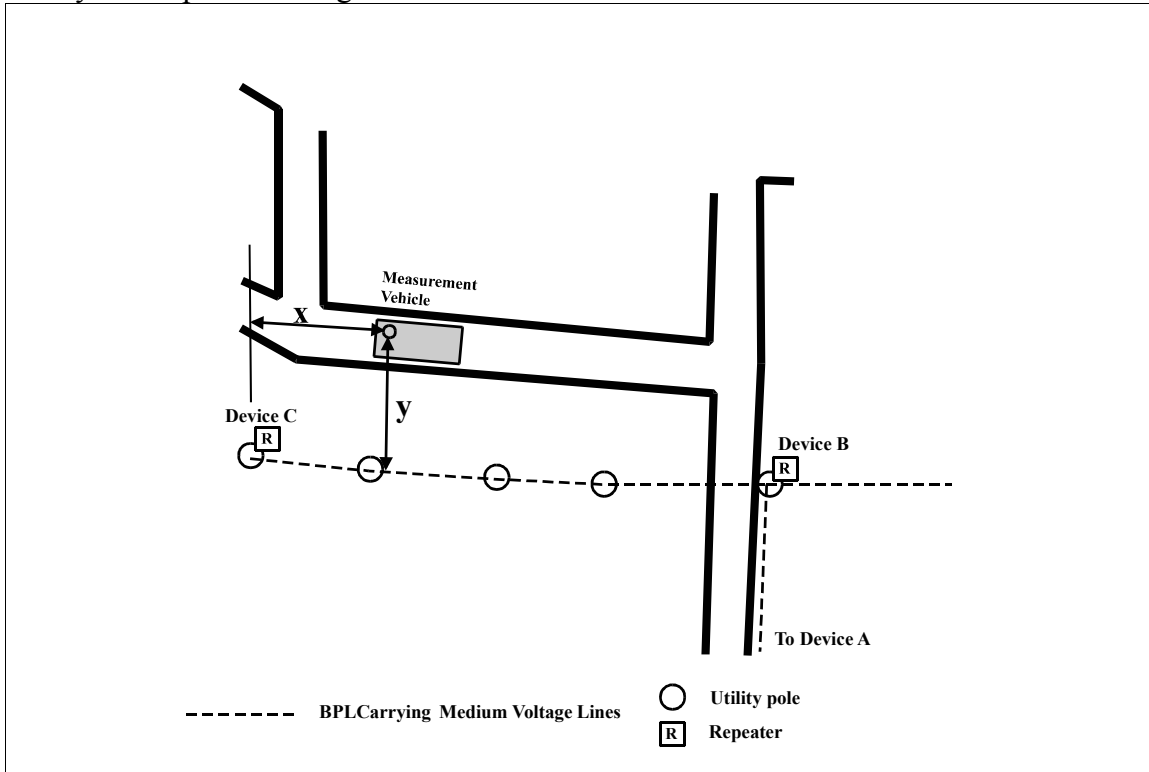 Measurement
Vehicle
x
y
Device C
R
Device B
R
To Device A
BPLCarrying Medium Voltage Lines
Utility pole
R
Repeater